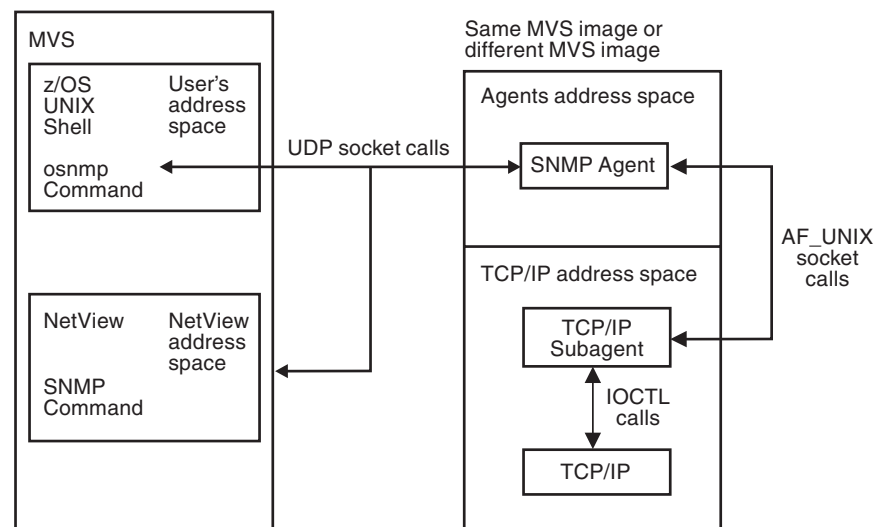 MVS
z/OS
UNIX
Shell
User's
address
space
osnmp
Command
NetView
NetView
address
space
SNMP
Command
UDP socket calls
Same MVS image or
different MVS image
Agents address space
SNMP Agent
AF_UNIX
socket
calls
TCP/IP address space
TCP/IP
Subagent
IOCTL
calls
TCP/IP